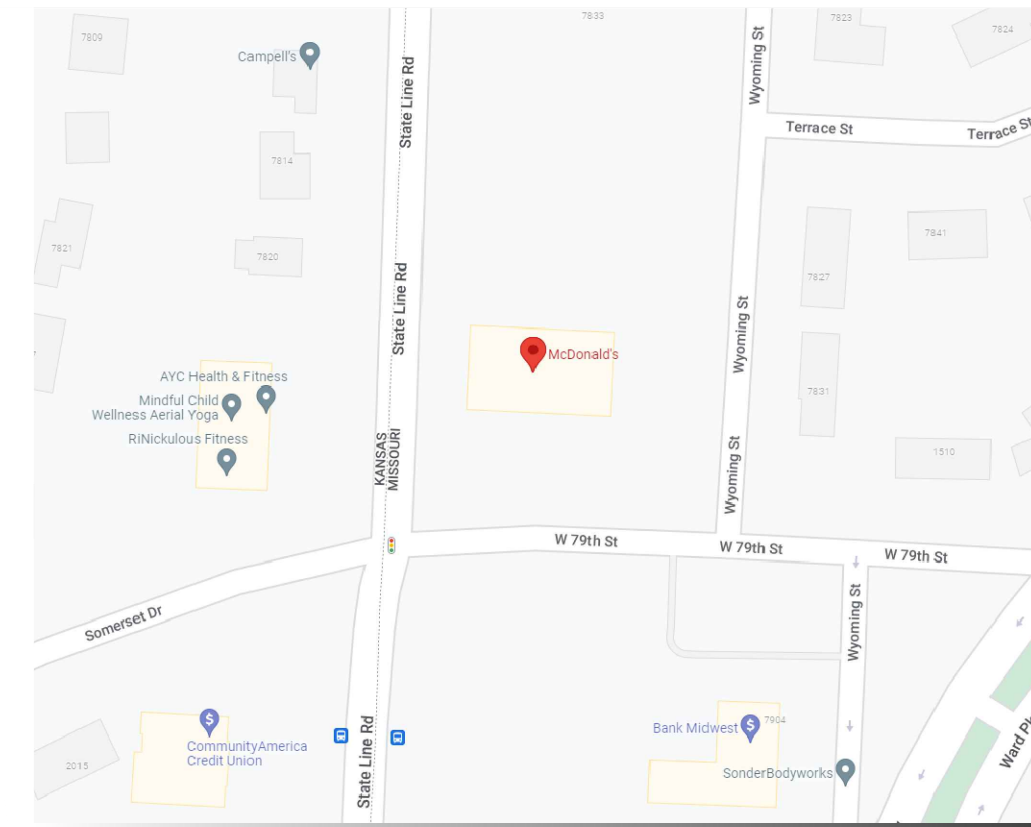 7833
7823
7824
7809
Campell's
State Line Rd
Wyoming St
Terrace St
Terrace St
7814
7821
7820
7841
7827
State Line Rd
Wyoming St
McDonald's
AYC Health & Fitness
Mindful Child
Wellness Aerial Yoga
RiNickulous Fitness
7831
KANSAS
MISSOURI
Wyoming St
1510
W 79th St
W 79th St
W 79th St
Somerset Dr
Wyoming St
$
CommunityAmerica
Credit Union
2015
State Line Rd
Bank Midwest
$
7904
SonderBodyworks